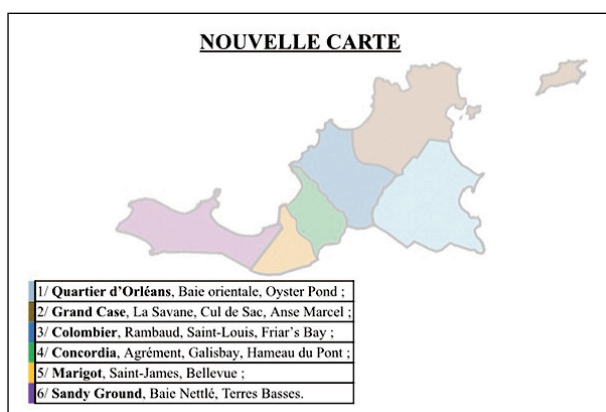 NOUVELLE CARTE
1/ Quartier d'Orléans, Baie orientale, Oyster Pond ;
2/ Grand Case, La Savane, Cul de Sac, Anse Marcel ;
3/ Colombier, Rambaud, Saint-Louis, Friar's Bay ;
4/ Concordia, Agrément, Galisbay, Hameau du Pont ;
5/ Marigot, Saint-James, Bellevue ;
6/ Sandy Ground, Baie Nettlé, Terres Basses.